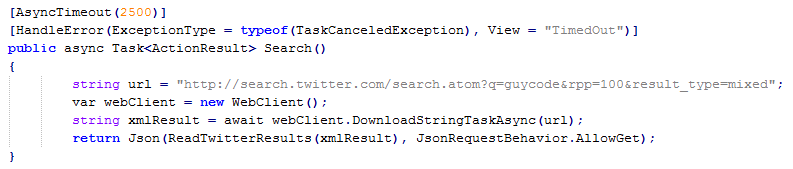 [AsyncTimeout(2500)]
[HandleError(ExceptionType = typeof(TaskCanceledException), View = "TimedOut")]
public async Task<ActionResult> Search()
{
string url = "http://search.twitter.com/search.atom?q=guycode&rpp=100&result_type=mixed";
var webClient = new WebClient();
string xmlResult = await webClient.DownloadStringTaskAsync(url);
return Json(ReadTwitterResults(xmlResult), JsonRequestBehavior.AllowGet);
}